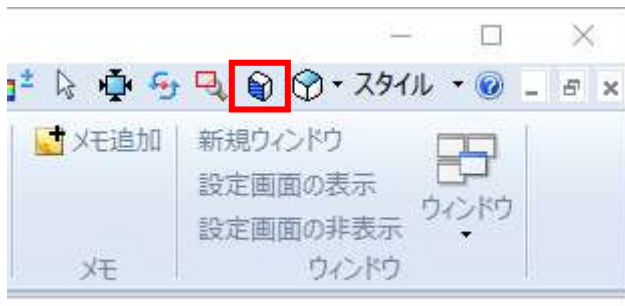 スタイル
メモ追加
新規ウィンドウ
設定画面の表示
設定画面の非表示
ウィンドウ
メモ
ウィンドウ